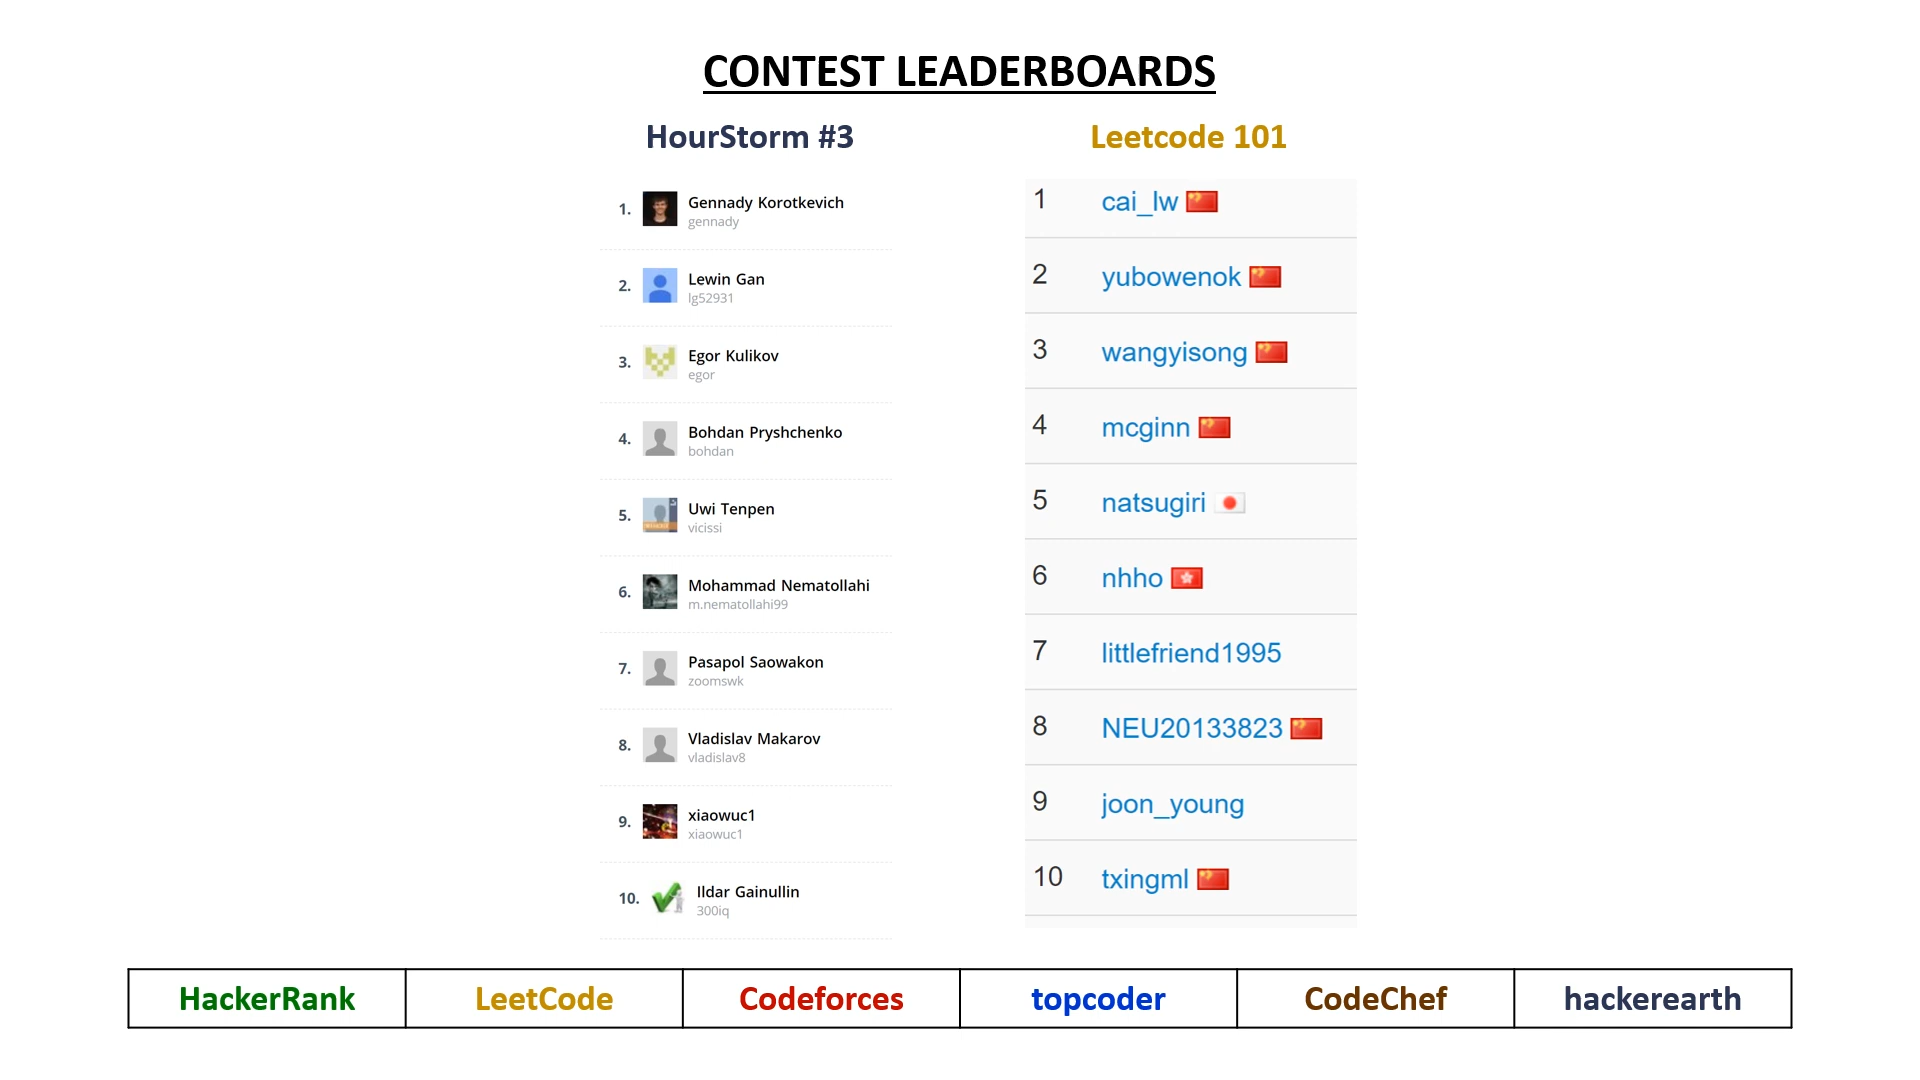 CONTEST LEADERBOARDS
HourStorm #3
1. Gennady Korotkevich
gennady
2. Lewin Gan
lg52931
3. Egor Kulikov
egor
4. Bohdan Pryshchenko
bohdan
5. Uwi Tenpen
vicissi
6. Mohammad Nematollahi
m.nematollahi99
7. Pasapol Saowakon
zoomswk
8. Vladislav Makarov
vladislav8
9. xiaowuc1
xiaowuc1
10. Ildar Gainullin
300iq
Leetcode 101
1 cai_lw
2 yubowenok
3 wangyisong
4 mcginn
5 natsugiri
6 nhho
7 littlefriend1995
8 NEU20133823
9 joon_young
10 txingml
HackerRank LeetCode Codeforces topcoder CodeChef hackerearth